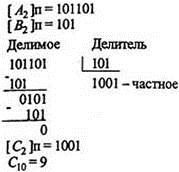 [A₂]п = 101101
[B₂]п = 101
Делимое Делитель
101101 101
-101 1001 – частное
0101
-101
0
[C₂]п = 1001
C₁₀ = 9